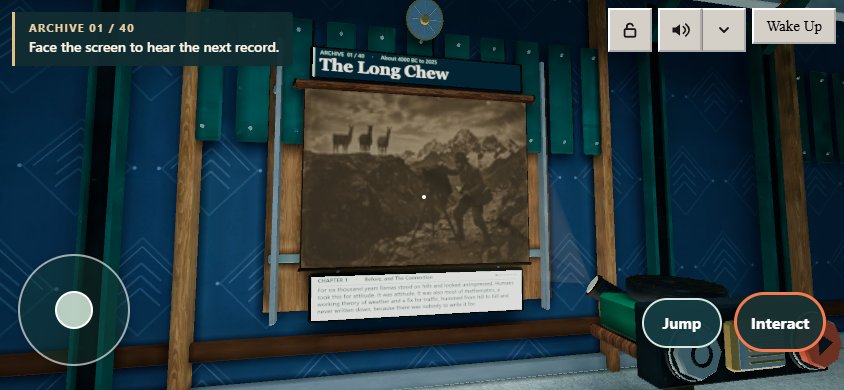 ARCHIVE 01 / 40
Face the screen to hear the next record.
Wake Up
ARCHIVE 01 / 40 · About 4000 BC to 2025
The Long Chew
CHAPTER 1 Before, and The Connection
For six thousand years llamas stood on hills and looked unimpressed. Humans
took this for attitude. It was attitude. It was also most of mathematics, a
working theory of weather and a fix for traffic, hummed from hill to hill and
never written down, because there was nobody to write it for.
Jump
Interact